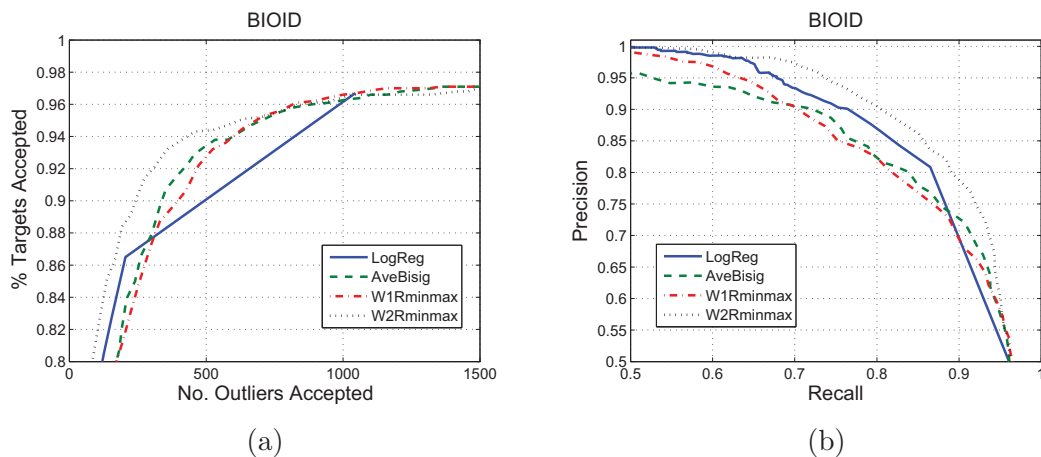 BIOID
1
0.98
0.96
0.94
0.92
0.9
0.88
0.86
0.84
0.82
0.8
% Targets Accepted
0
500
1000
1500
No. Outliers Accepted
LogReg
AveBisig
W1Rminmax
W2Rminmax
(a)
BIOID
1
0.95
0.9
0.85
0.8
0.75
0.7
0.65
0.6
0.55
0.5
Precision
0.5
0.6
0.7
0.8
0.9
1
Recall
LogReg
AveBisig
W1Rminmax
W2Rminmax
(b)